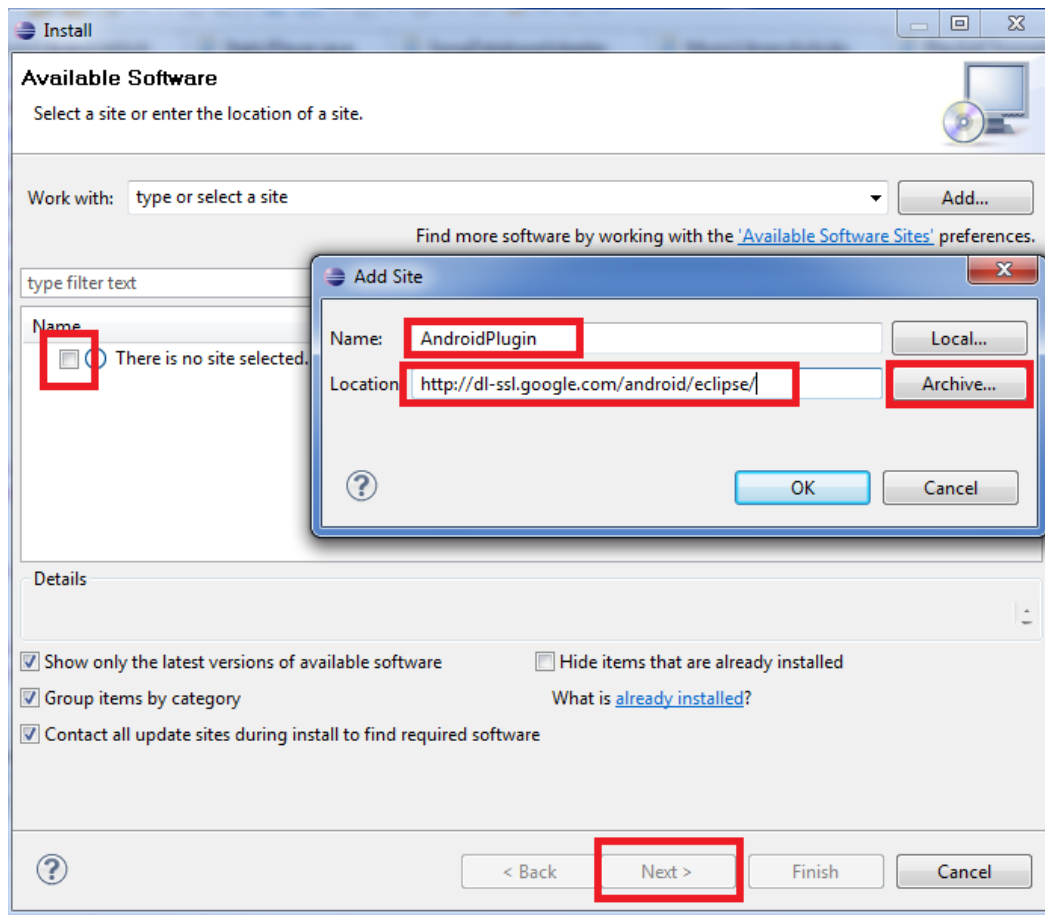 Install
Available Software
Select a site or enter the location of a site.
Work with: type or select a site Add...
Find more software by working with the 'Available Software Sites' preferences.
type filter text
Name
There is no site selected.
Add Site
Name: AndroidPlugin Local...
Location http://dl-ssl.google.com/android/eclipse/ Archive...
OK Cancel
Details
Show only the latest versions of available software Hide items that are already installed
Group items by category What is already installed?
Contact all update sites during install to find required software
< Back Next > Finish Cancel